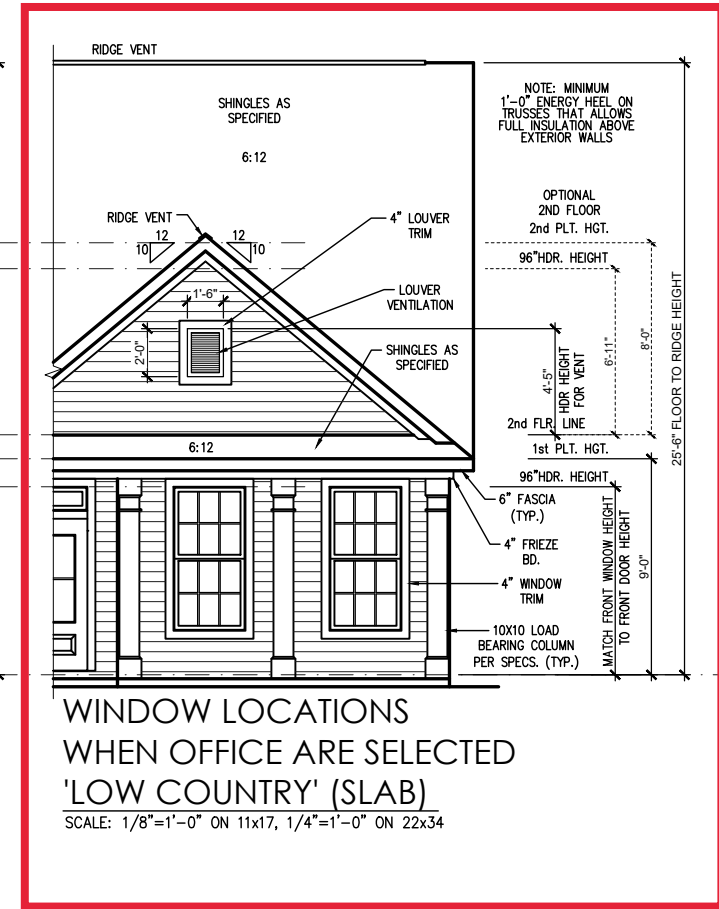 RIDGE VENT
SHINGLES AS
SPECIFIED
6:12
NOTE: MINIMUM
1'-0" ENERGY HEEL ON
TRUSSES THAT ALLOWS
FULL INSULATION ABOVE
EXTERIOR WALLS
OPTIONAL
2ND FLOOR
2nd PLT. HGT.
RIDGE VENT
12
10
12
10
4" LOUVER
TRIM
96"HDR. HEIGHT
1'-6"
LOUVER
VENTILATION
2'-0"
SHINGLES AS
SPECIFIED
4'-5"
HDR HEIGHT
FOR VENT
6'-11"
8'-0"
25'-6" FLOOR TO RIDGE HEIGHT
2nd FLR. LINE
6:12
1st PLT. HGT.
96"HDR. HEIGHT
6" FASCIA
(TYP.)
4" FRIEZE
BD.
4" WINDOW
TRIM
10X10 LOAD
BEARING COLUMN
PER SPECS. (TYP.)
MATCH FRONT WINDOW HEIGHT
TO FRONT DOOR HEIGHT
9'-0"
WINDOW LOCATIONS
WHEN OFFICE ARE SELECTED
'LOW COUNTRY' (SLAB)
SCALE: 1/8"=1'-0" ON 11x17, 1/4"=1'-0" ON 22x34